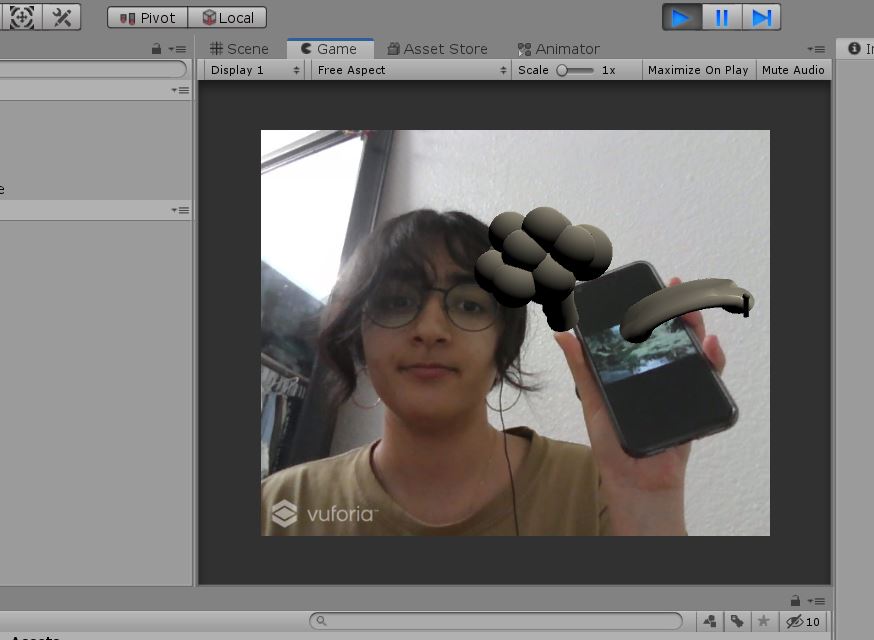 Pivot Local
Scene Game Asset Store Animator
Display 1 Free Aspect Scale 1x Maximize On Play Mute Audio
vuforia™
10